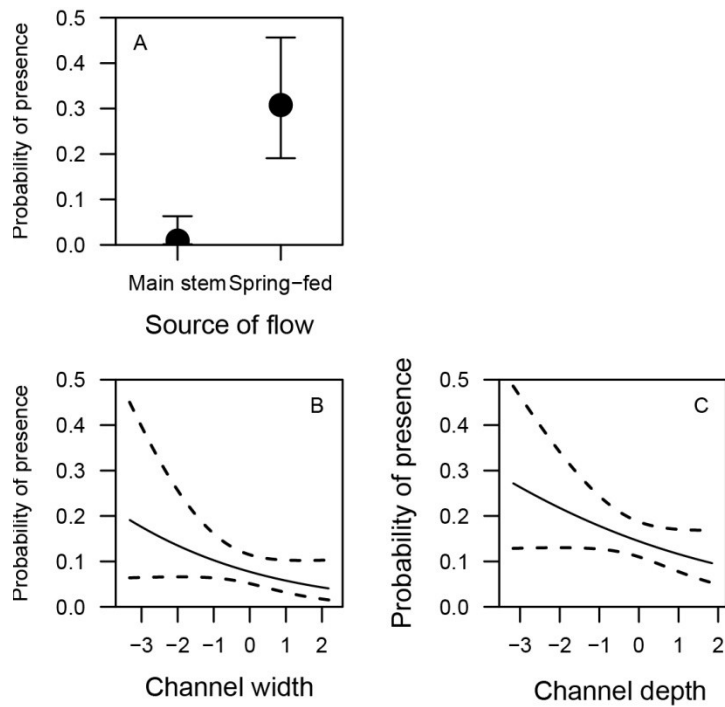 A
Probability of presence
0.5
0.4
0.3
0.2
0.1
0.0
Main stem Spring−fed
Source of flow
B
Probability of presence
0.5
0.4
0.3
0.2
0.1
0.0
−3 −2 −1 0 1 2
Channel width
C
Probability of presence
0.5
0.4
0.3
0.2
0.1
0.0
−3 −2 −1 0 1 2
Channel depth